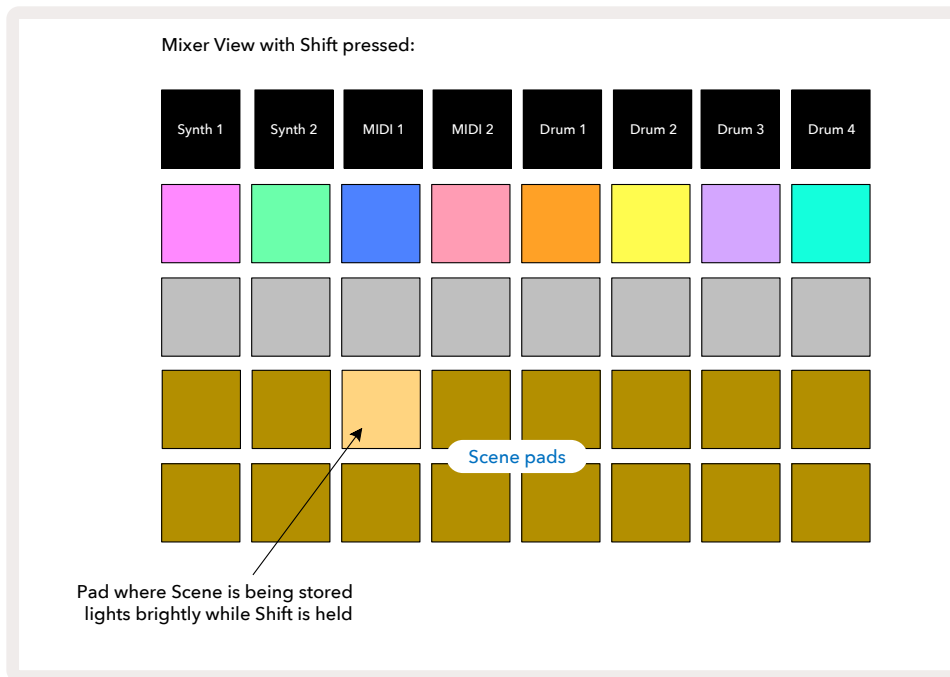 Mixer View with Shift pressed:
Synth 1 Synth 2 MIDI 1 MIDI 2 Drum 1 Drum 2 Drum 3 Drum 4
Scene pads
Pad where Scene is being stored
lights brightly while Shift is held